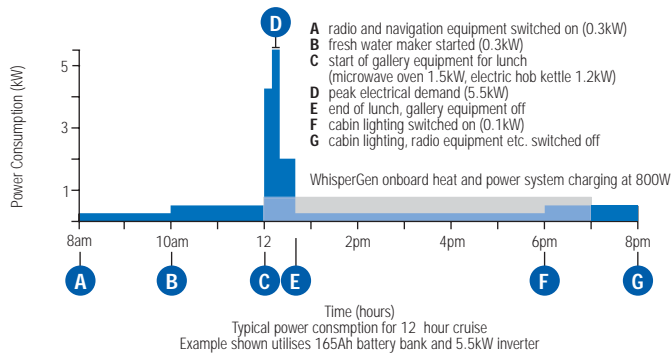 D
A radio and navigation equipment switched on (0.3kW)
B fresh water maker started (0.3kW)
C start of gallery equipment for lunch
(microwave oven 1.5kW, electric hob kettle 1.2kW)
D peak electrical demand (5.5kW)
E end of lunch, gallery equipment off
F cabin lighting switched on (0.1kW)
G cabin lighting, radio equipment etc. switched off
WhisperGen onboard heat and power system charging at 800W
Power Consumption (kW)
5
3
1
8am 10am 12 2pm 4pm 6pm 8pm
A B C E F G
Time (hours)
Typical power consmption for 12 hour cruise
Example shown utilises 165Ah battery bank and 5.5kW inverter